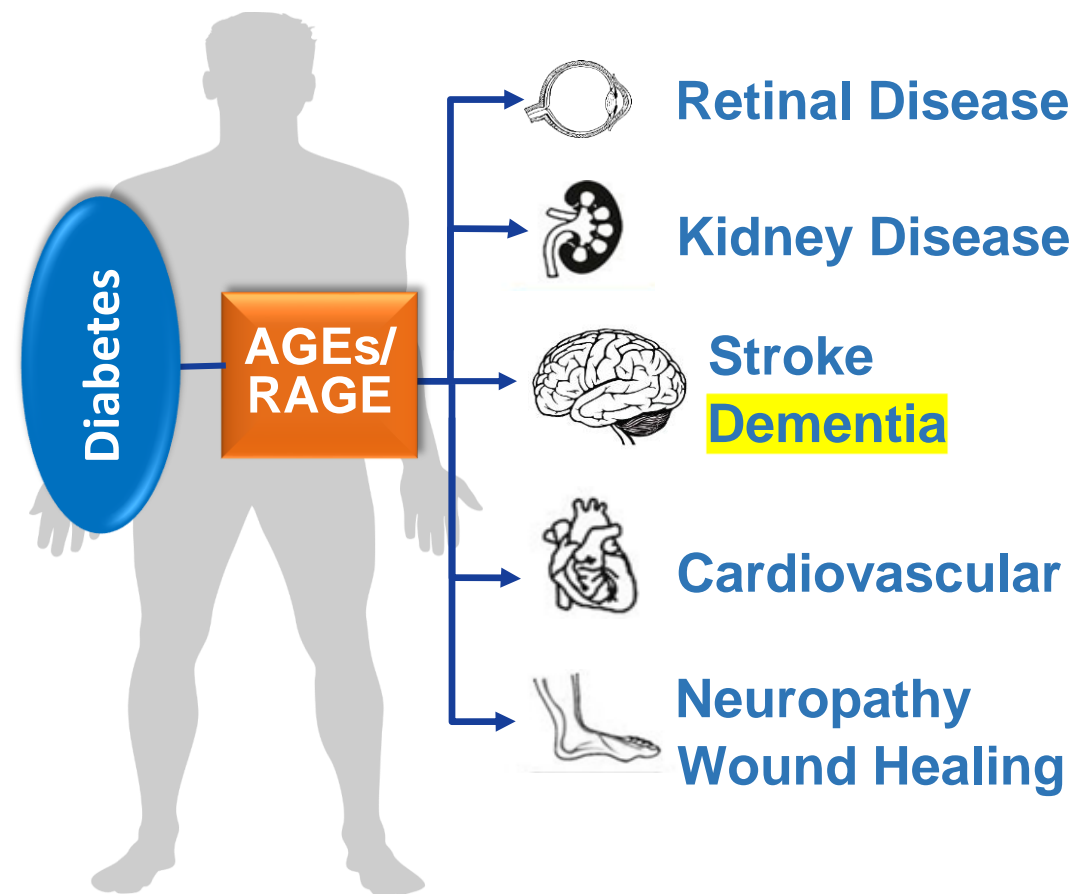 Diabetes
AGEs/
RAGE
Retinal Disease
Kidney Disease
Stroke
Dementia
Cardiovascular
Neuropathy
Wound Healing